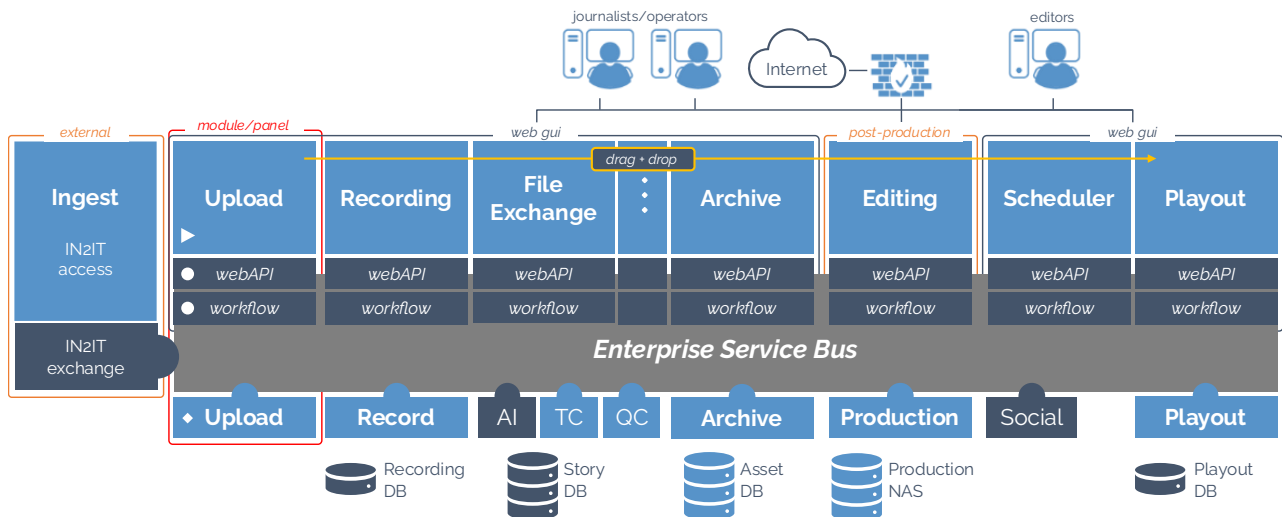 journalists/operators
editors
Internet
external
module/panel
web gui
post-production
web gui
drag + drop
Ingest
Upload
Recording
File
Exchange
Archive
Editing
Scheduler
Playout
IN2IT
access
webAPI
webAPI
webAPI
webAPI
webAPI
webAPI
webAPI
workflow
workflow
workflow
workflow
workflow
workflow
workflow
IN2IT
exchange
Enterprise Service Bus
Upload
Record
AI
TC
QC
Archive
Production
Social
Playout
Recording
DB
Story
DB
Asset
DB
Production
NAS
Playout
DB